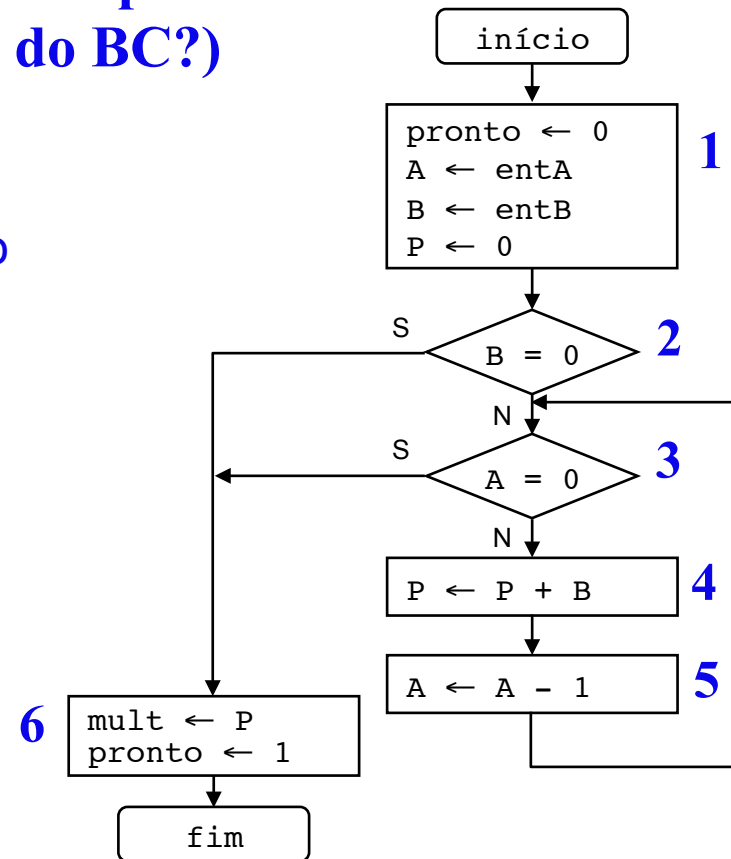 do BC?)
início
pronto ← 0
A ← entA
B ← entB
P ← 0
1
S
B = 0
2
N
S
A = 0
3
N
P ← P + B
4
A ← A - 1
5
6
mult ← P
pronto ← 1
fim